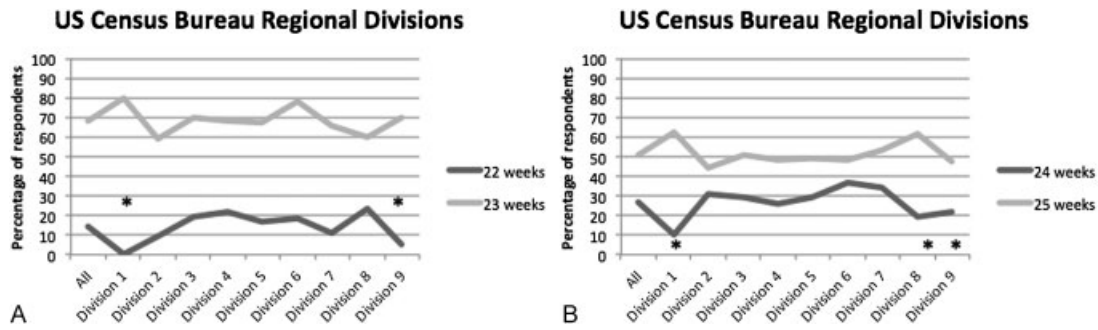 US Census Bureau Regional Divisions
Percentage of respondents
100
90
80
70
60
50
40
30
20
10
0
*
*
22 weeks
23 weeks
All
Division 1
Division 2
Division 3
Division 4
Division 5
Division 6
Division 7
Division 8
Division 9
A
US Census Bureau Regional Divisions
Percentage of respondents
100
90
80
70
60
50
40
30
20
10
0
*
* *
24 weeks
25 weeks
All
Division 1
Division 2
Division 3
Division 4
Division 5
Division 6
Division 7
Division 8
Division 9
B